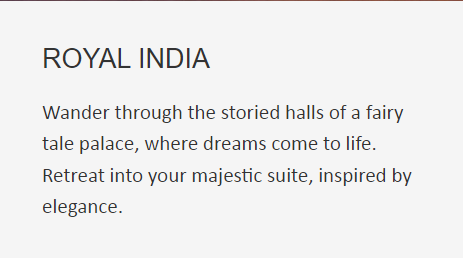 ROYAL INDIA
Wander through the storied halls of a fairy
tale palace, where dreams come to life.
Retreat into your majestic suite, inspired by
elegance.